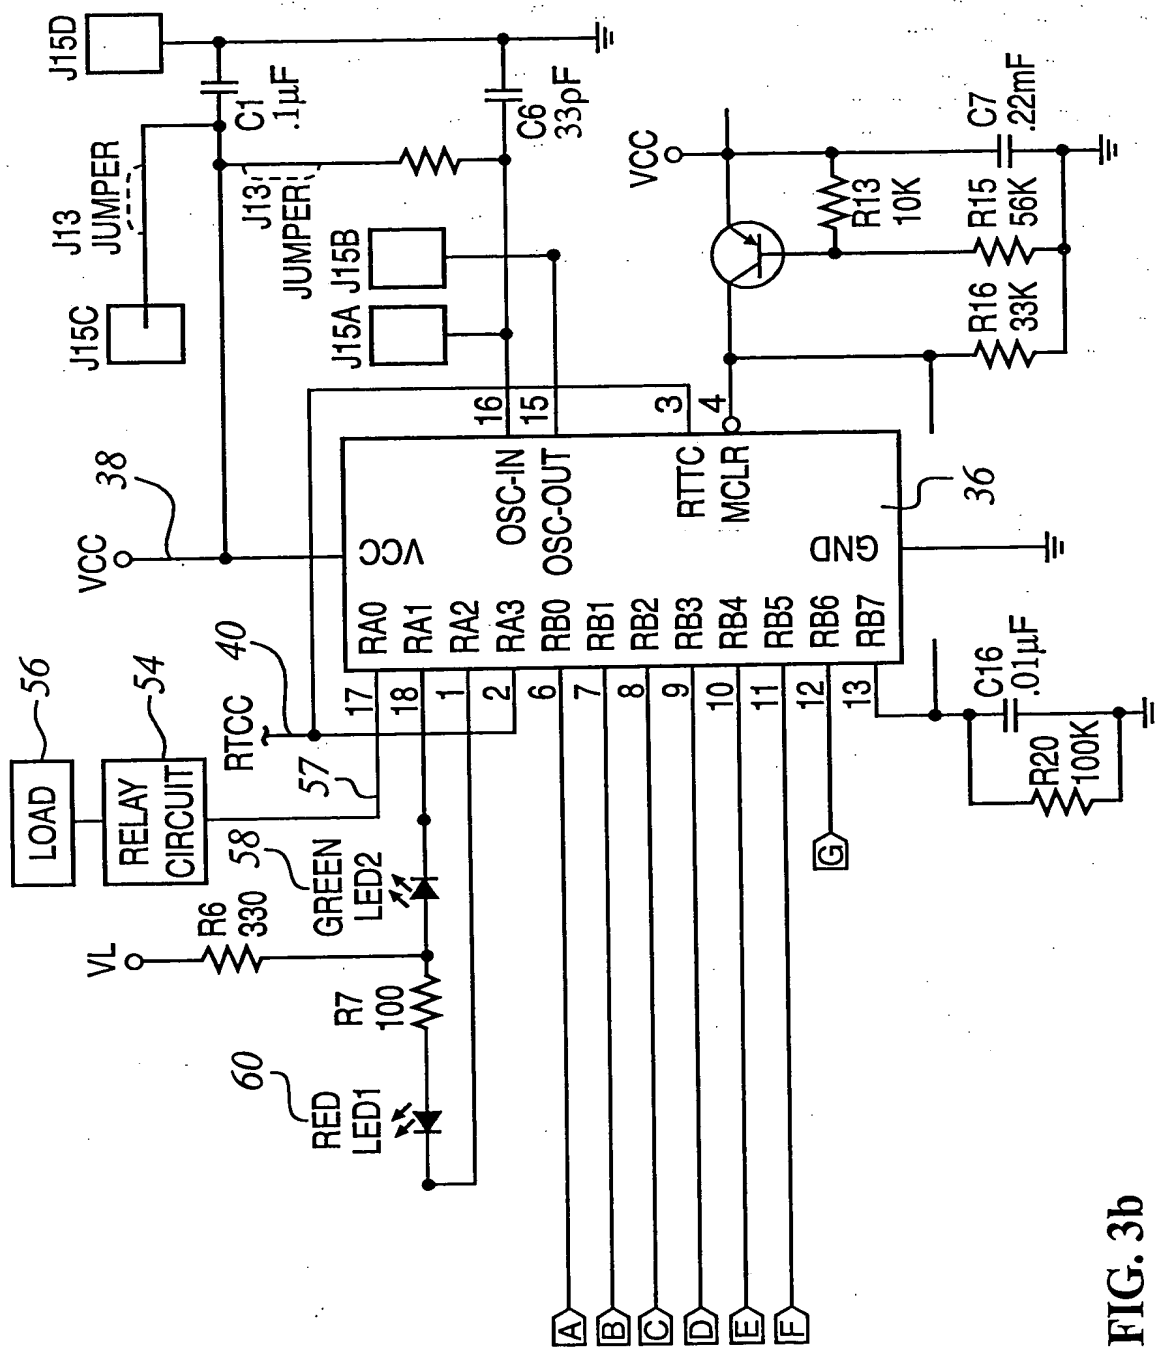 LOAD
56
RELAY
CIRCUIT
54
57
RTCC
40
VCC
38
J15C
J13
JUMPER
J15D
C1
.1µF
J13
JUMPER
C6
33pF
J15A
J15B
VL
R6
330
58
GREEN
LED2
R7
100
60
RED
LED1
17
18
1
2
6
7
8
9
10
11
12
13
RA0
RA1
RA2
RA3
RB0
RB1
RB2
RB3
RB4
RB5
RB6
RB7
VCC
GND
OSC-IN
OSC-OUT
RTTC
MCLR
16
15
3
4
36
VCC
R13
10K
R15
56K
R16
33K
C7
.22mF
C16
.01µF
R20
100K
A
B
C
D
E
F
G
FIG. 3b